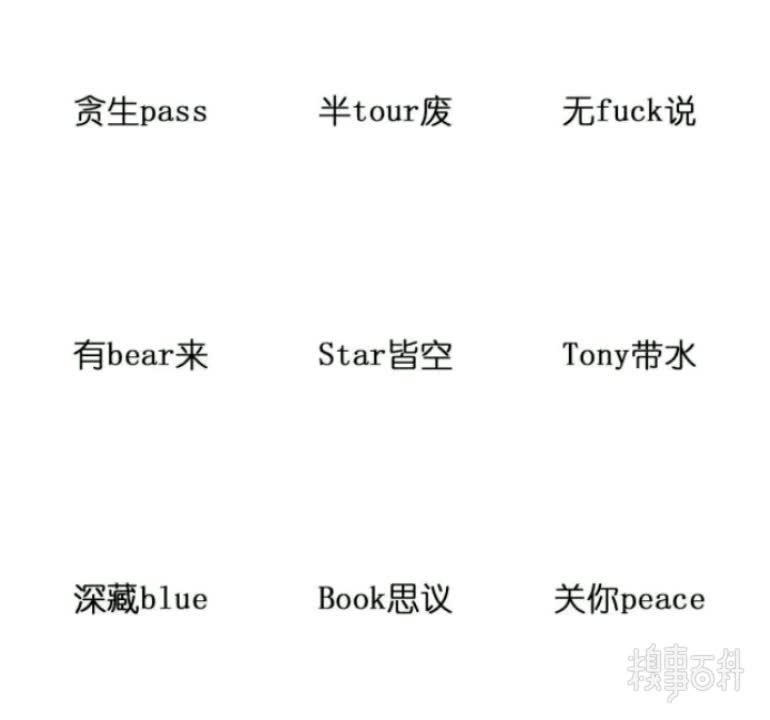 贪生pass 半tour废 无fuck说
有bear来 Star皆空 Tony带水
深藏blue Book思议 关你peace
糗事百科